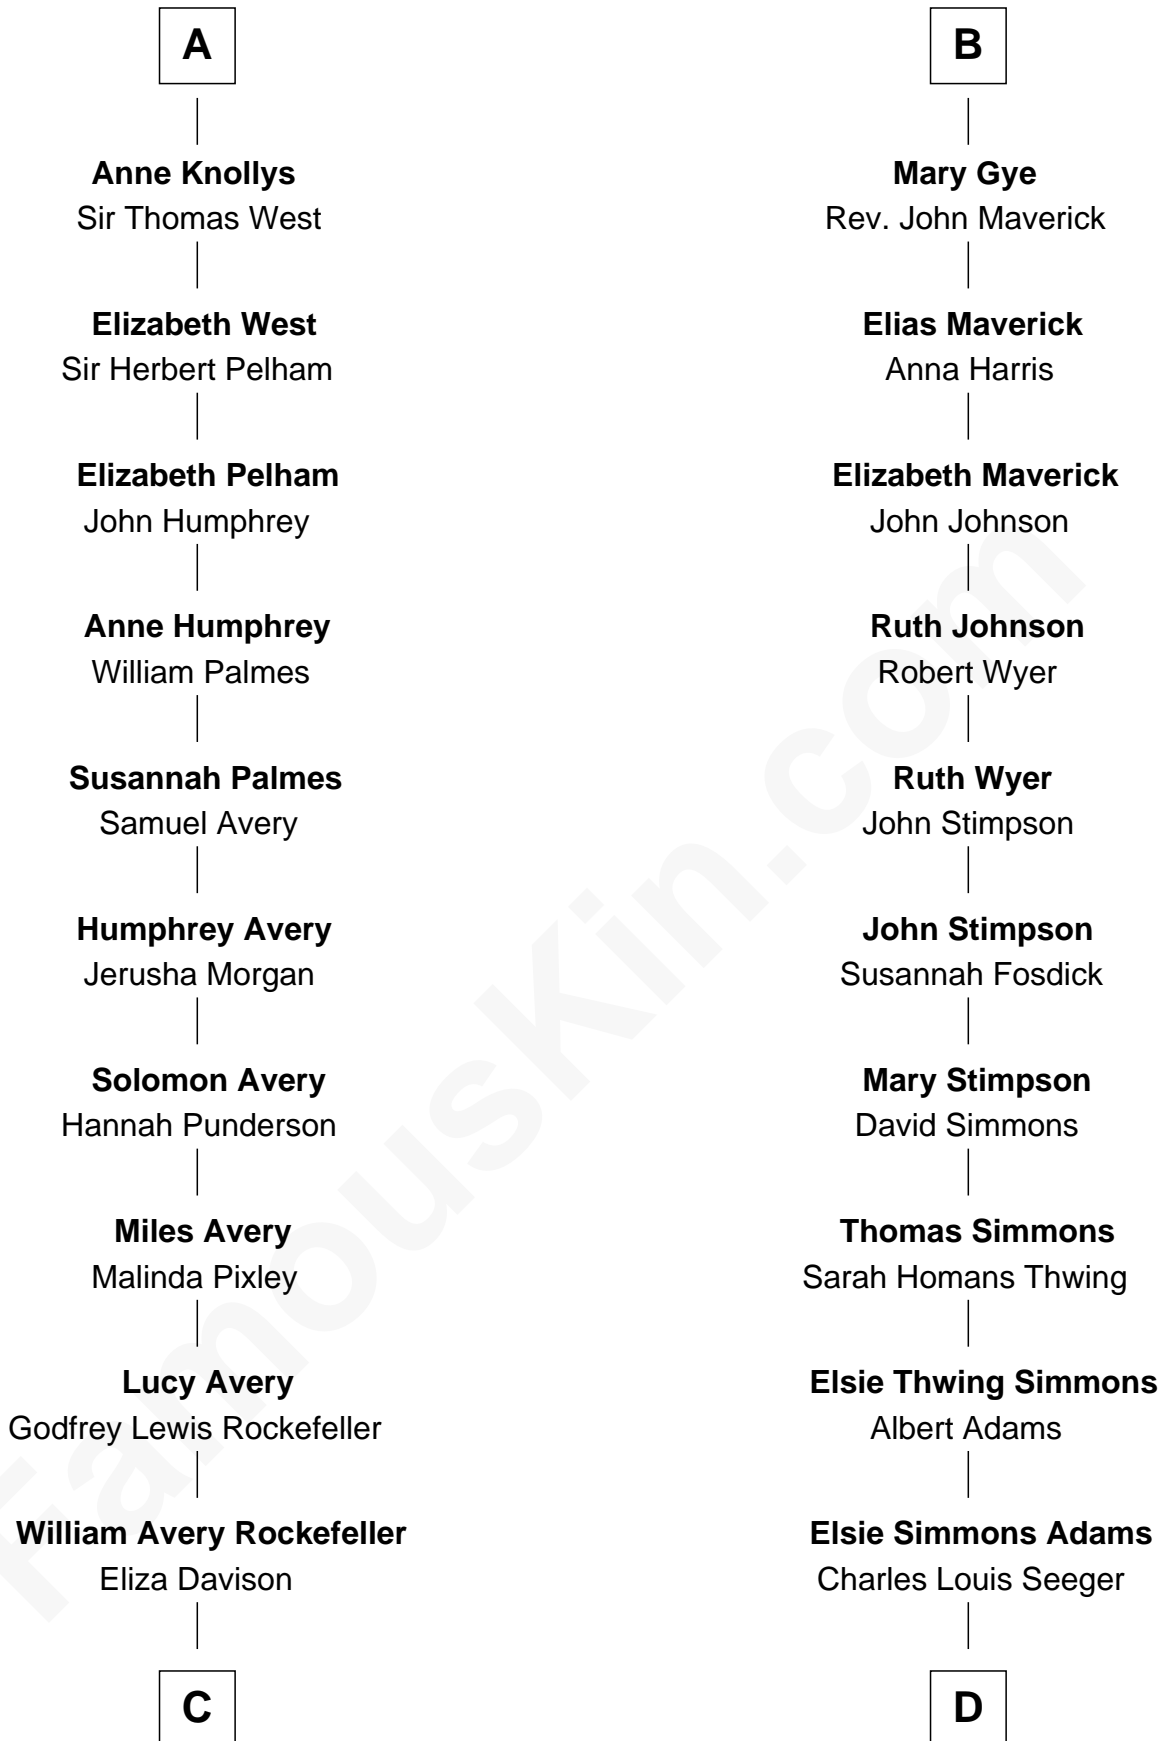 A
Anne Knollys
Sir Thomas West
Elizabeth West
Sir Herbert Pelham
Elizabeth Pelham
John Humphrey
Anne Humphrey
William Palmes
Susannah Palmes
Samuel Avery
Humphrey Avery
Jerusha Morgan
Solomon Avery
Hannah Punderson
Miles Avery
Malinda Pixley
Lucy Avery
Godfrey Lewis Rockefeller
William Avery Rockefeller
Eliza Davison
C
B
Mary Gye
Rev. John Maverick
Elias Maverick
Anna Harris
Elizabeth Maverick
John Johnson
Ruth Johnson
Robert Wyer
Ruth Wyer
John Stimpson
John Stimpson
Susannah Fosdick
Mary Stimpson
David Simmons
Thomas Simmons
Sarah Homans Thwing
Elsie Thwing Simmons
Albert Adams
Elsie Simmons Adams
Charles Louis Seeger
D
FamousKin.com